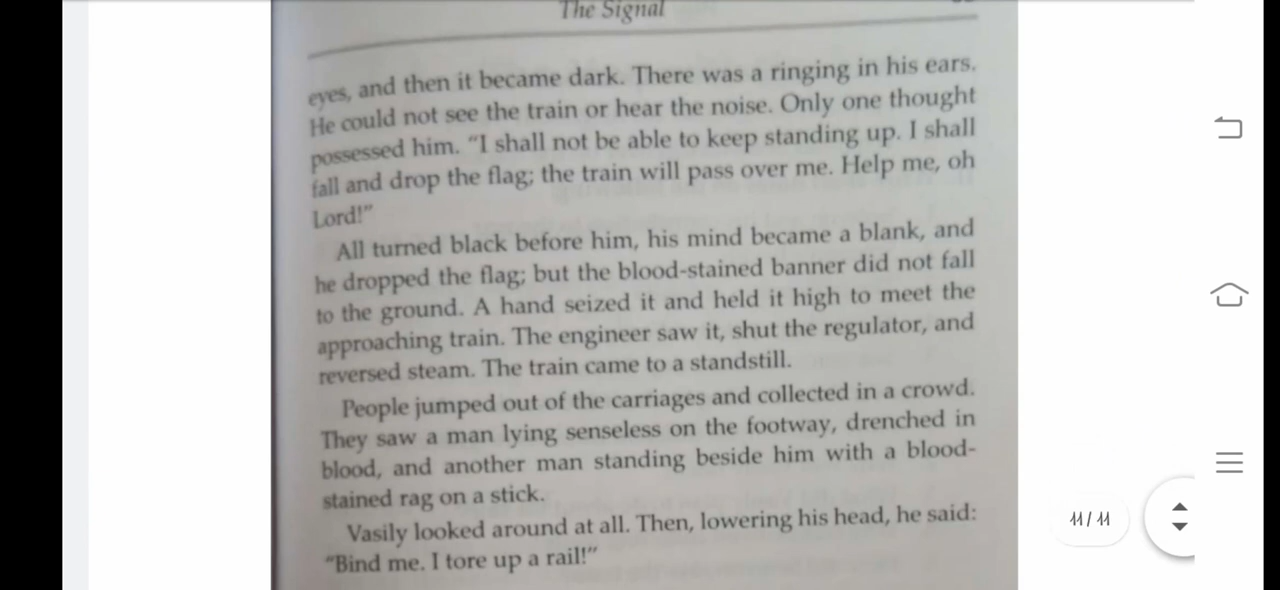 The Signal
eyes, and then it became dark. There was a ringing in his ears.
He could not see the train or hear the noise. Only one thought
possessed him. "I shall not be able to keep standing up. I shall
fall and drop the flag; the train will pass over me. Help me, oh
Lord!"
All turned black before him, his mind became a blank, and
he dropped the flag; but the blood-stained banner did not fall
to the ground. A hand seized it and held it high to meet the
approaching train. The engineer saw it, shut the regulator, and
reversed steam. The train came to a standstill.
People jumped out of the carriages and collected in a crowd.
They saw a man lying senseless on the footway, drenched in
blood, and another man standing beside him with a blood-
stained rag on a stick.
Vasily looked around at all. Then, lowering his head, he said:
"Bind me. I tore up a rail!"
11/11